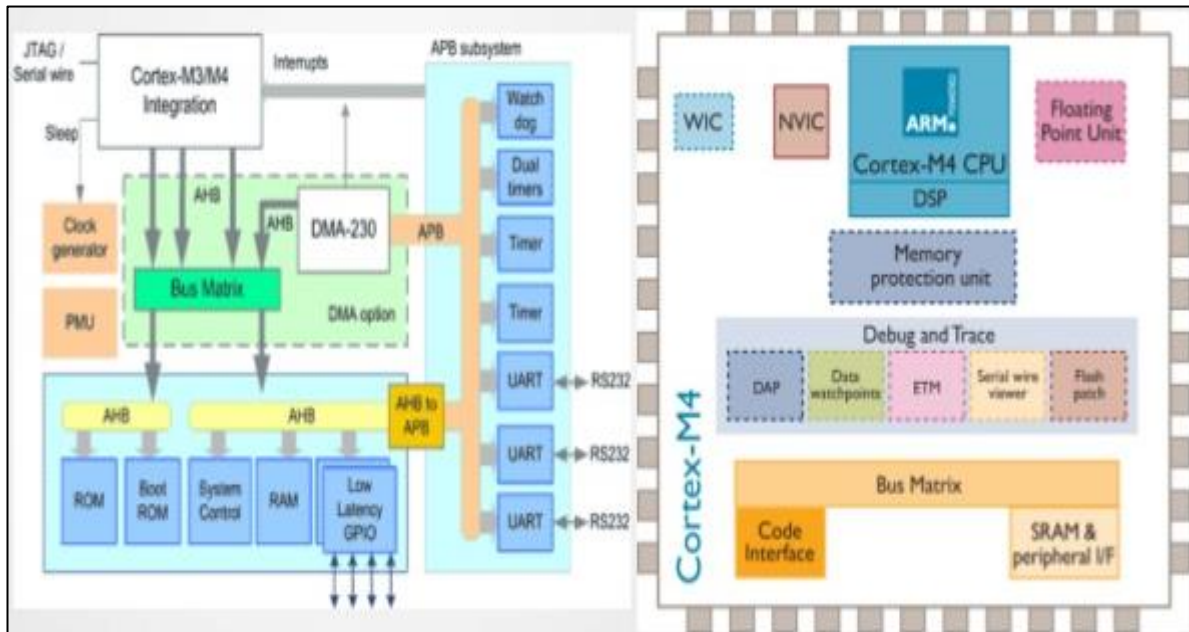 JTAG /
Serial wire
Cortex-M3/M4
Integration
Interrupts
APB subsystem
Sleep
AHB
AHB
DMA-230
Clock
generator
Bus Matrix
PMU
DMA option
APB
Watch
dog
Dual
timers
Timer
Timer
UART
RS232
UART
RS232
UART
RS232
AHB
AHB
AHB to
APB
ROM
Boot
ROM
System
Control
RAM
Low
Latency
GPIO
WIC
NVIC
ARM
Cortex-M4 CPU
DSP
Floating
Point Unit
Memory
protection unit
Debug and Trace
DAP
Data
watchpoints
ETM
Serial wire
viewer
Flash
patch
Cortex-M4
Bus Matrix
Code
Interface
SRAM &
peripheral I/F